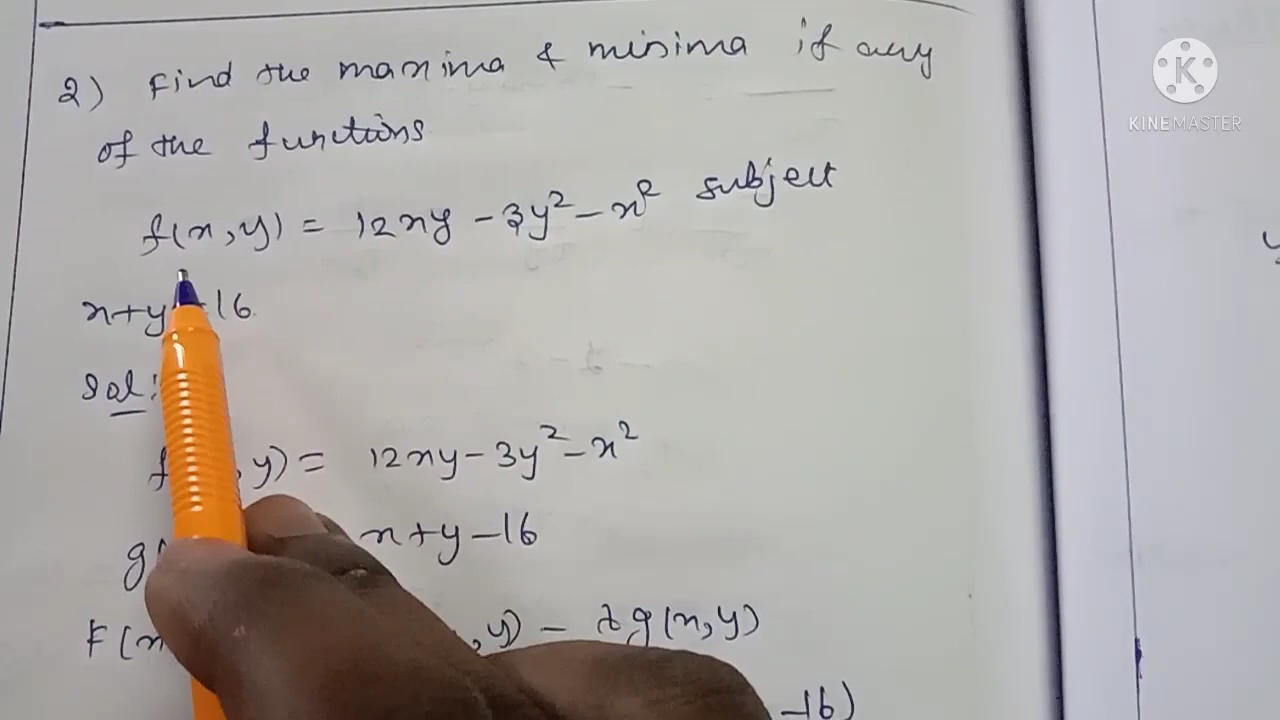 2) Find the maxima & minima if any
of the functions
f(x,y) = 12xy - 3y² - x² subject
x+y=16
Sol:
y) = 12xy - 3y² - x²
x+y-16
, y) - λg(x,y)
-16)
K
KINEMASTER